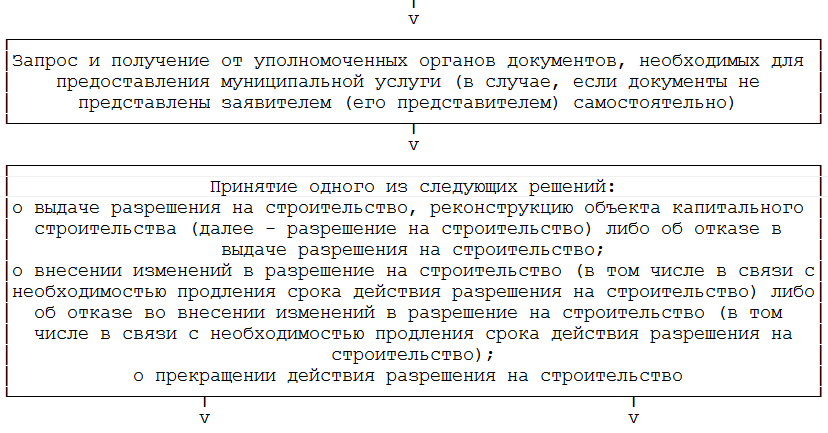 v
Запрос и получение от уполномоченных органов документов, необходимых для
предоставления муниципальной услуги (в случае, если документы не
представлены заявителем (его представителем) самостоятельно)
v
Принятие одного из следующих решений:
о выдаче разрешения на строительство, реконструкцию объекта капитального
строительства (далее - разрешение на строительство) либо об отказе в
выдаче разрешения на строительство;
о внесении изменений в разрешение на строительство (в том числе в связи с
необходимостью продления срока действия разрешения на строительство) либо
об отказе во внесении изменений в разрешение на строительство (в том
числе в связи с необходимостью продления срока действия разрешения на
строительство);
о прекращении действия разрешения на строительство
v v